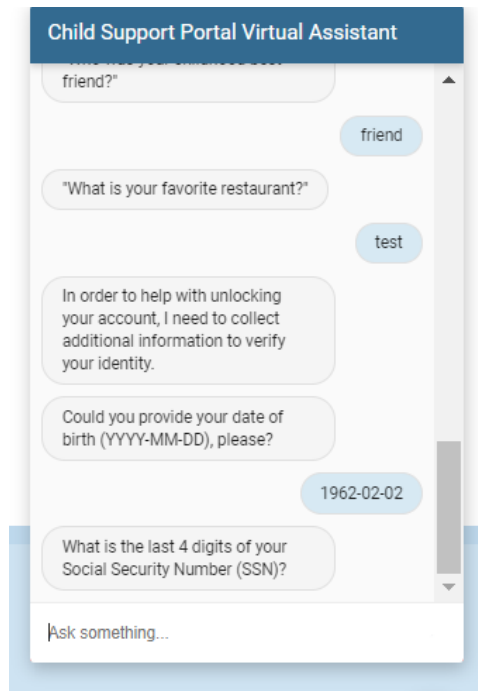 Child Support Portal Virtual Assistant
friend?"
friend
"What is your favorite restaurant?"
test
In order to help with unlocking
your account, I need to collect
additional information to verify
your identity.
Could you provide your date of
birth (YYYY-MM-DD), please?
1962-02-02
What is the last 4 digits of your
Social Security Number (SSN)?
Ask something...